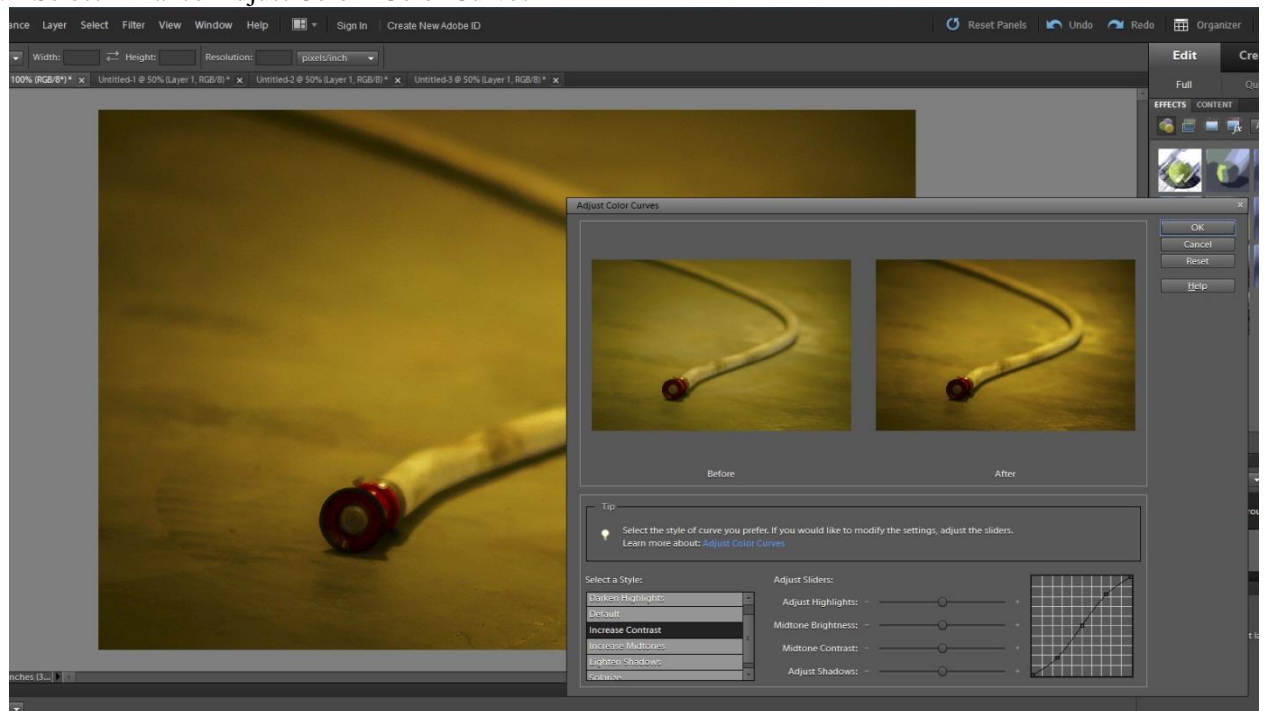 ance Layer Select Filter View Window Help Sign In Create New Adobe ID Reset Panels Undo Redo Organizer
Width: Height: Resolution: pixels/inch Edit Cre
100% (RGB/8*) * x Untitled-1 @ 50% (Layer 1, RGB/8) * x Untitled-2 @ 50% (Layer 1, RGB/8) * x Untitled-3 @ 50% (Layer 1, RGB/8) * x
Full Qu
EFFECTS CONTENT
Adjust Color Curves x
OK
Cancel
Reset
Help
Before After
Tip
Select the style of curve you prefer. If you would like to modify the settings, adjust the sliders.
Learn more about: Adjust Color Curves
Select a Style: Adjust Sliders:
Darken Highlights
Default
Increase Contrast
Increase Midtones
Lighten Shadows
Solarize
Adjust Highlights: - +
Midtone Brightness: - +
Midtone Contrast: - +
Adjust Shadows: - +
nches (3...